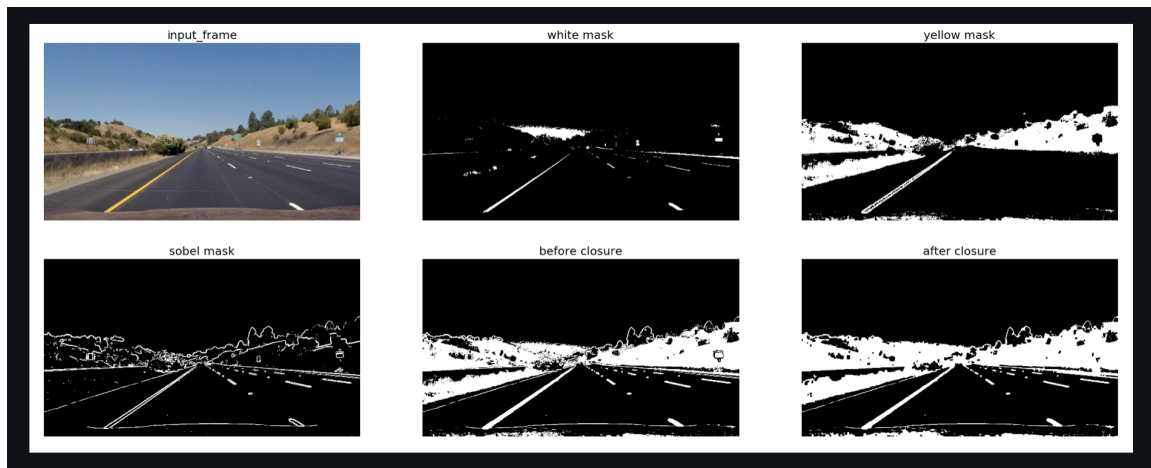 input_frame
white mask
yellow mask
sobel mask
before closure
after closure